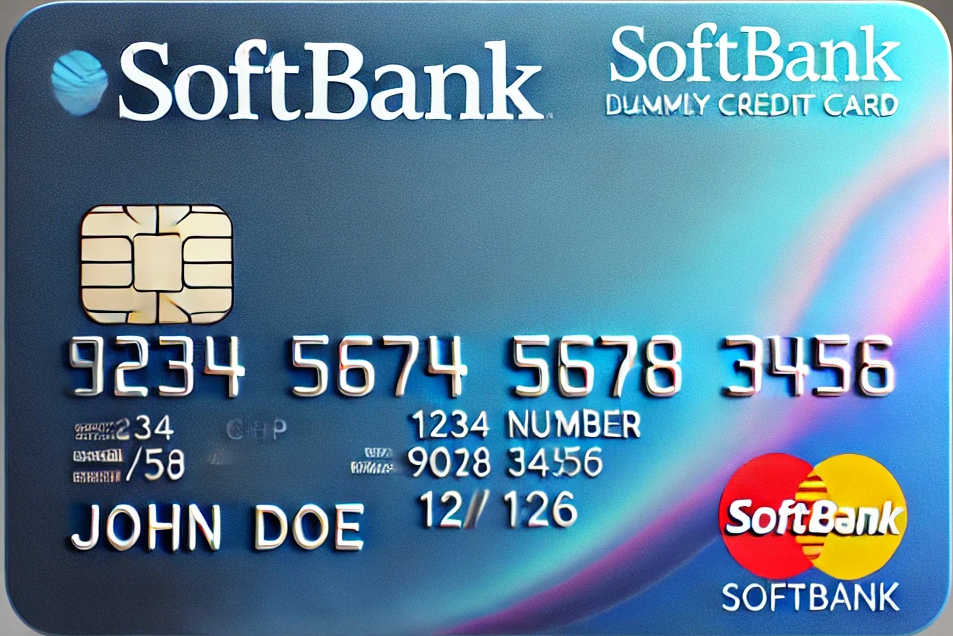 SoftBank
SoftBank
DUMMLY CREDIT CARD
9234 5674 5678 3456
234
1234 NUMBER
/58
9028 34556
12// 126
JOHN DOE
SoftBank
SOFTBANK